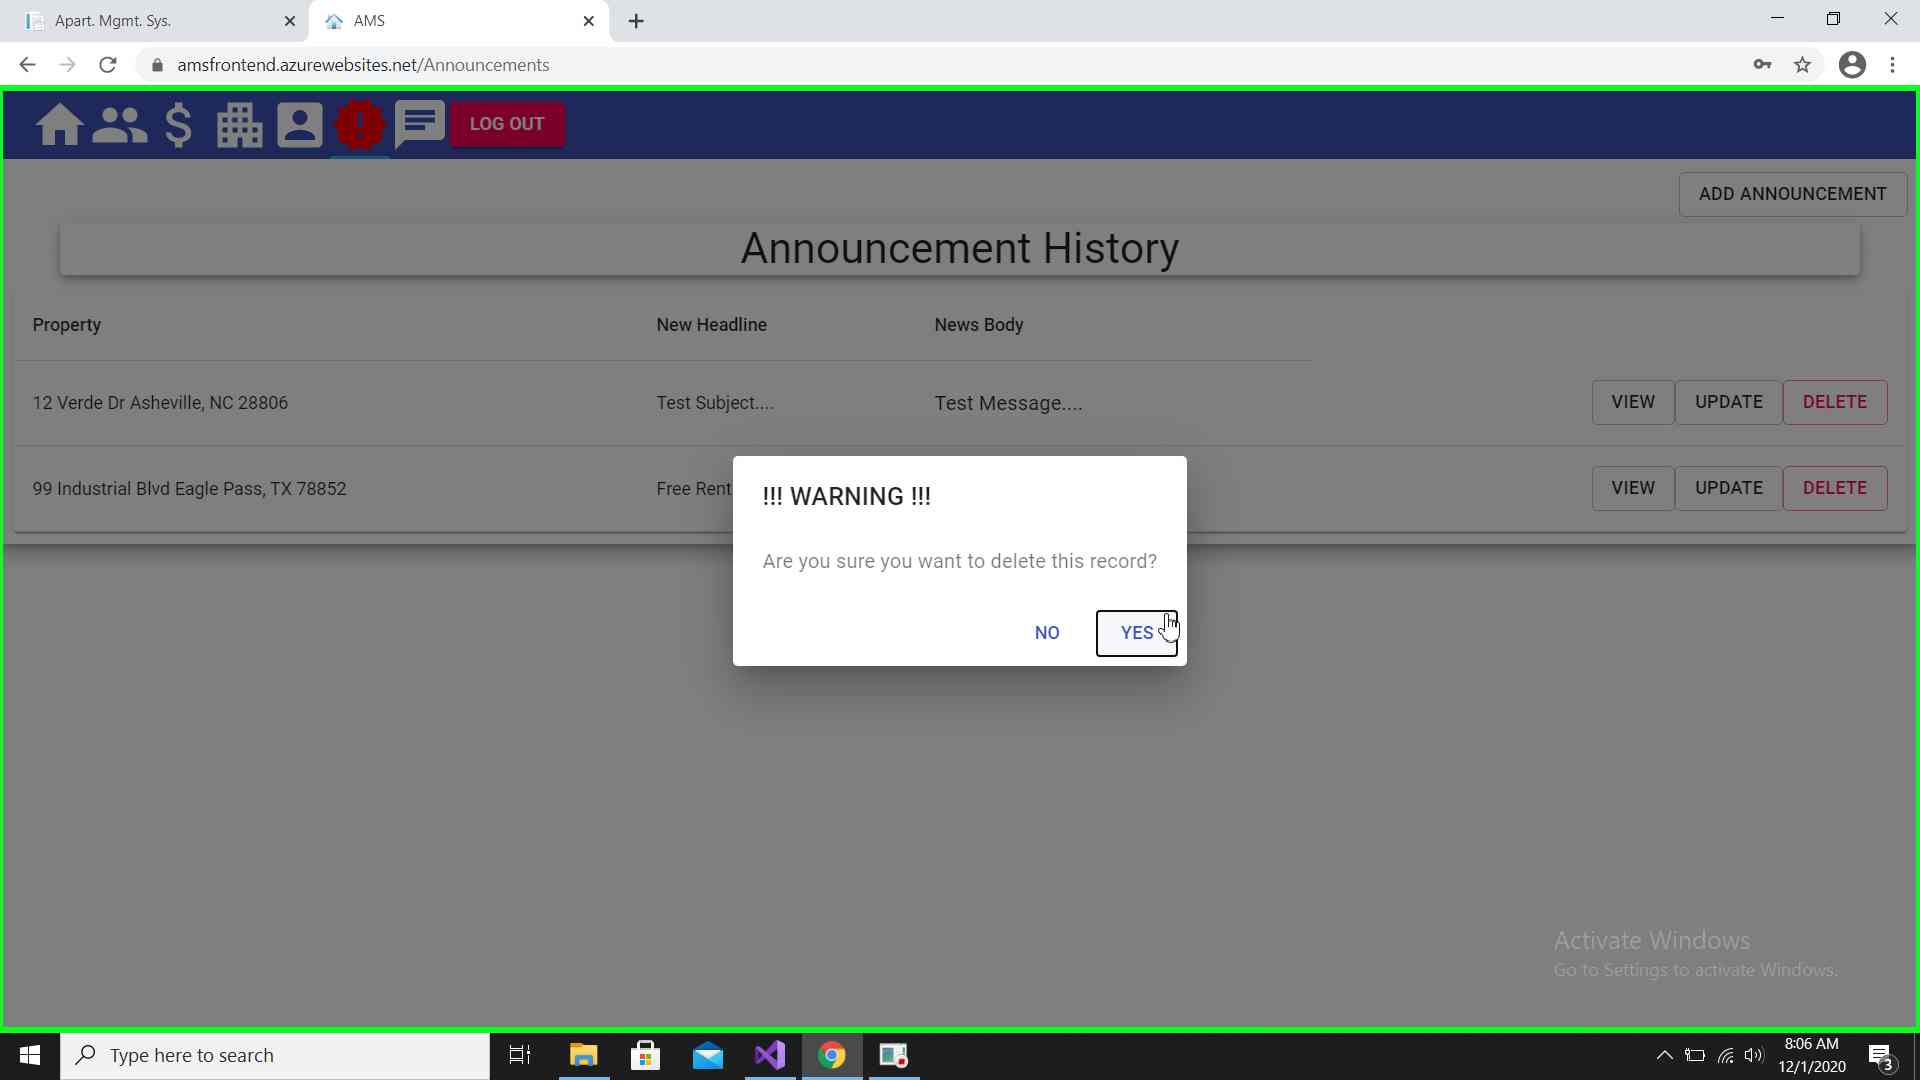 Apart. Mgmt. Sys.
AMS
amsfrontend.azurewebsites.net/Announcements
LOG OUT
ADD ANNOUNCEMENT
Announcement History
Property New Headline News Body
12 Verde Dr Asheville, NC 28806 Test Subject.... Test Message.... VIEW UPDATE DELETE
99 Industrial Blvd Eagle Pass, TX 78852 Free Rent VIEW UPDATE DELETE
!!! WARNING !!!
Are you sure you want to delete this record?
NO YES
Activate Windows
Go to Settings to activate Windows.
Type here to search
8:06 AM
12/1/2020
3